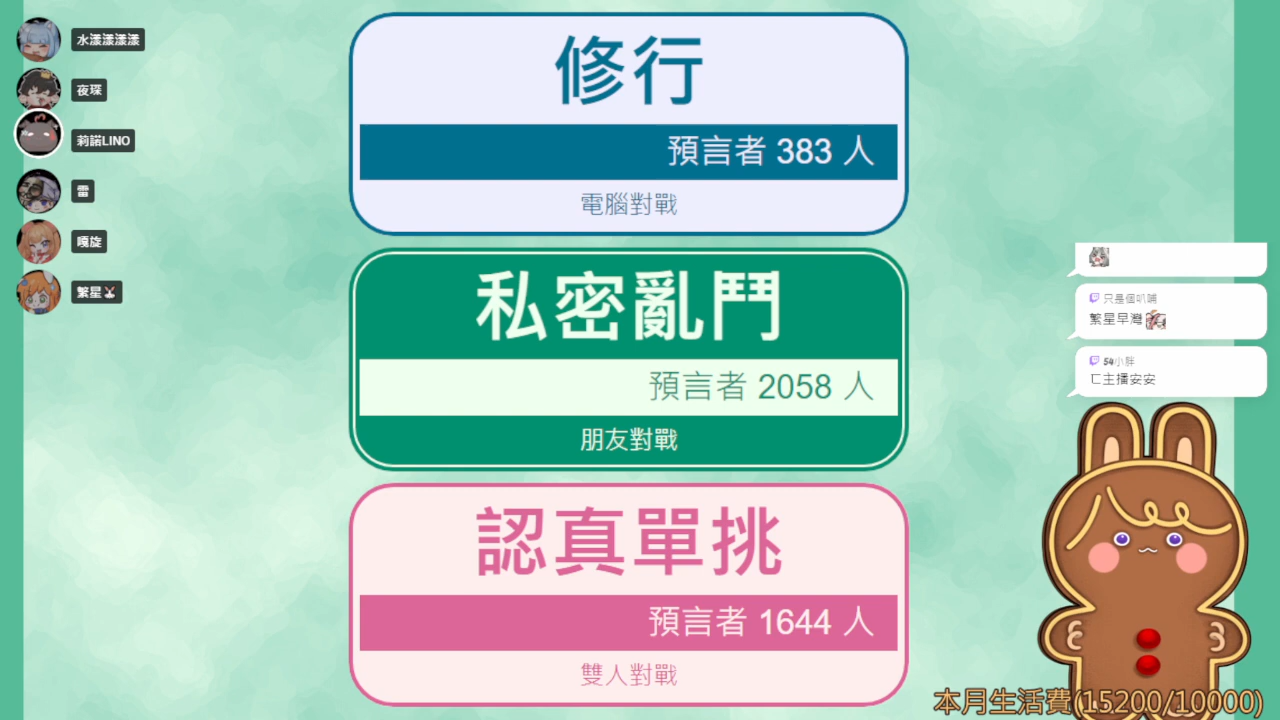 水漾漾漾漾
夜琛
莉諾LINO
雷
嘎旋
繁星
修行
預言者 383 人
電腦對戰
私密亂鬥
預言者 2058 人
朋友對戰
認真單挑
預言者 1644 人
雙人對戰
只是個叭哺
繁星早灣
54小胖
ㄈ主播安安
本月生活費(15200/10000)